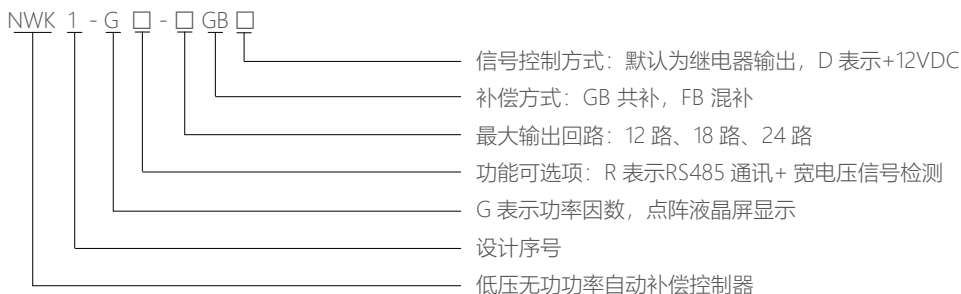 NWK 1 - G □ - □ GB □
信号控制方式：默认为继电器输出，D 表示+12VDC
补偿方式：GB 共补，FB 混补
最大输出回路：12 路、18 路、24 路
功能可选项：R 表示RS485 通讯+ 宽电压信号检测
G 表示功率因数，点阵液晶屏显示
设计序号
低压无功功率自动补偿控制器